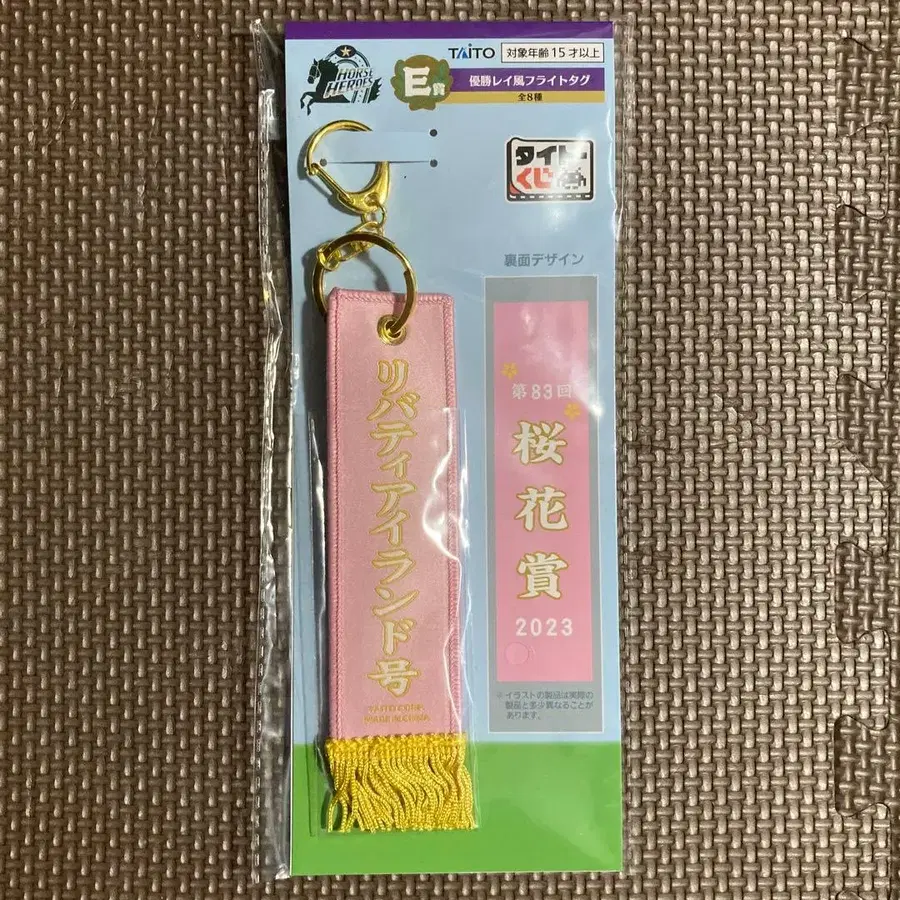 HORSE
HEROES
E賞
TAITO
対象年齢15才以上
優勝レイ風フライトタグ
全8種
タイトー
くじ
裏面デザイン
リバティアイランド号
TAITO CORP.
MADE IN CHINA
第83回
桜花賞
2023
※イラストの製品は実際の
製品と多少異なることが
あります。